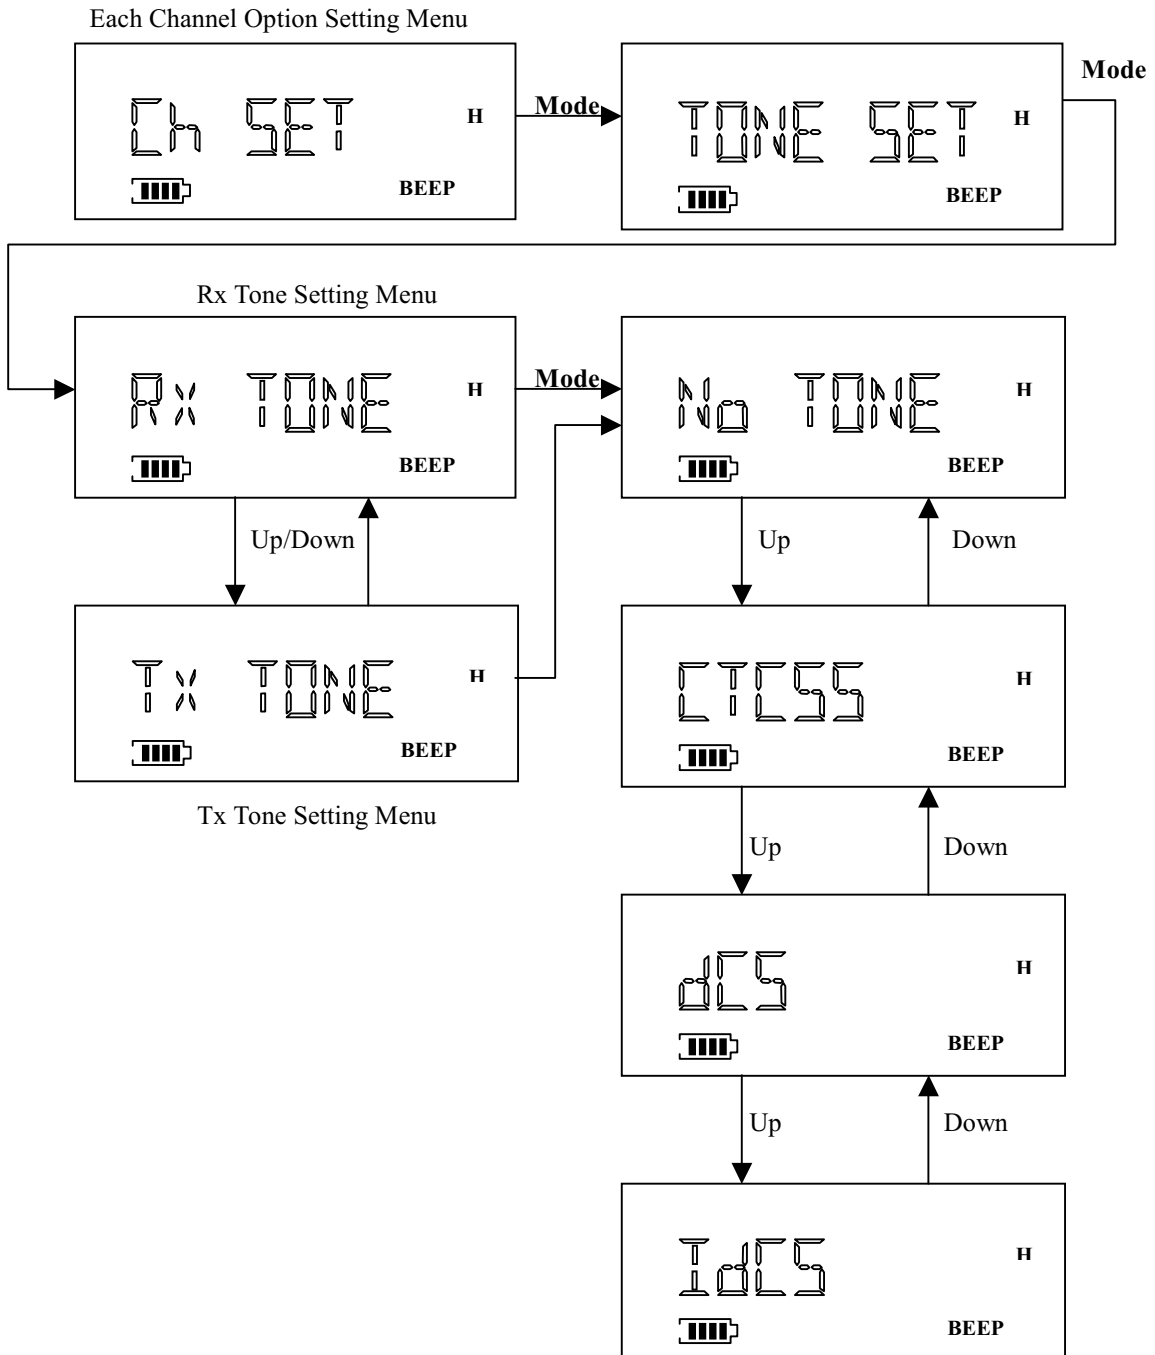 Each Channel Option Setting Menu
Mode
Ch SET H
Mode
TONE SET H
BEEP
BEEP
Rx Tone Setting Menu
Rx TONE H
Mode
No TONE H
BEEP
BEEP
Up/Down
Up
Down
Tx TONE H
CTCSS H
BEEP
BEEP
Tx Tone Setting Menu
Up
Down
dCS H
BEEP
Up
Down
IdCS H
BEEP